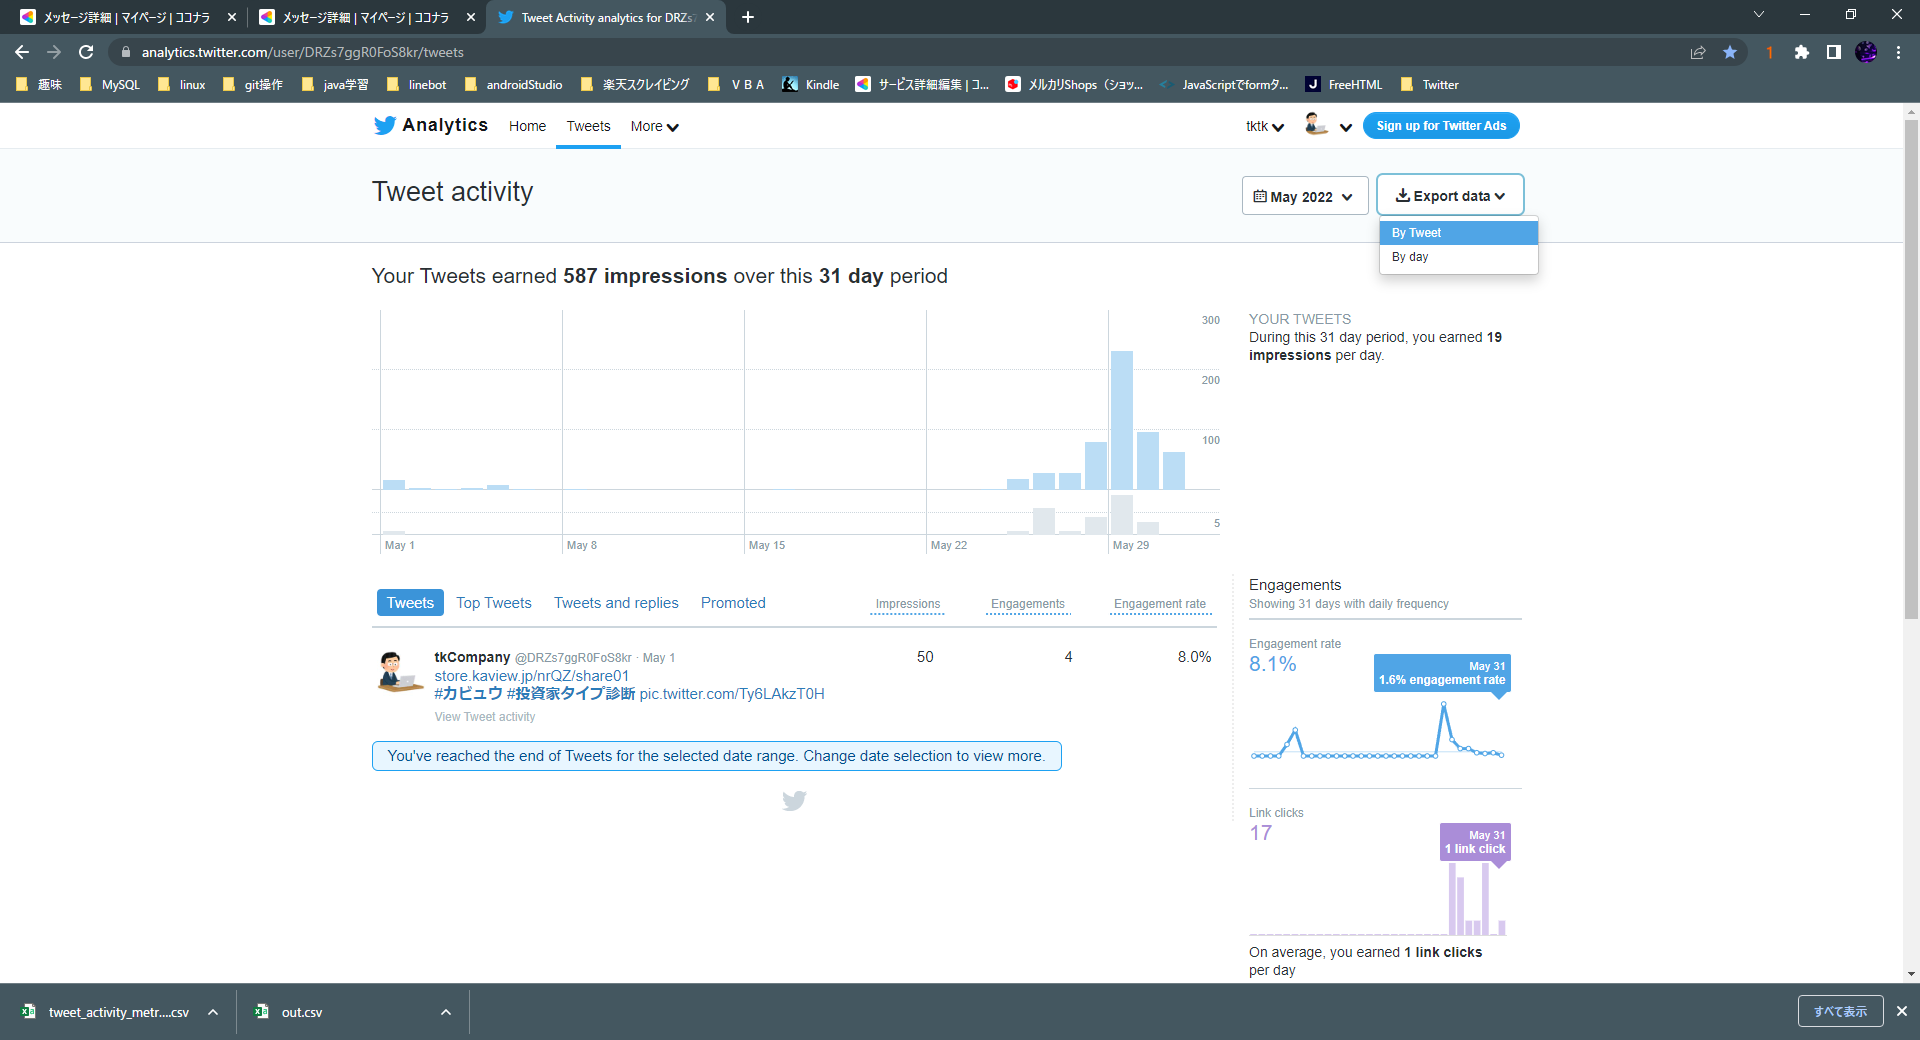 メッセージ詳細 | マイページ | ココナラ
メッセージ詳細 | マイページ | ココナラ
Tweet Activity analytics for DRZs7
analytics.twitter.com/user/DRZs7ggR0FoS8kr/tweets
1
趣味
MySQL
linux
git操作
java学習
linebot
androidStudio
楽天スクレイピング
ＶＢＡ
Kindle
サービス詳細編集 | コ...
メルカリShops（ショッ...
JavaScriptでformタ...
J
FreeHTML
Twitter
Analytics
Home
Tweets
More
tktk
Sign up for Twitter Ads
Tweet activity
May 2022
Export data
By Tweet
By day
Your Tweets earned 587 impressions over this 31 day period
300
200
100
5
May 1
May 8
May 15
May 22
May 29
YOUR TWEETS
During this 31 day period, you earned 19
impressions per day.
Tweets
Top Tweets
Tweets and replies
Promoted
Impressions
Engagements
Engagement rate
tkCompany @DRZs7ggR0FoS8kr · May 1
store.kaview.jp/nrQZ/share01
#カビュウ #投資家タイプ診断 pic.twitter.com/Ty6LAkzT0H
View Tweet activity
50
4
8.0%
You've reached the end of Tweets for the selected date range. Change date selection to view more.
Engagements
Showing 31 days with daily frequency
Engagement rate
8.1%
May 31
1.6% engagement rate
Link clicks
17
May 31
1 link click
On average, you earned 1 link clicks
per day
tweet_activity_metr....csv
out.csv
すべて表示